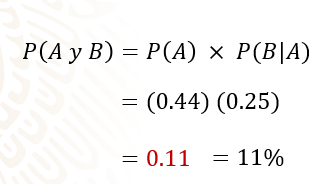 P(A y B) = P(A) × P(B|A)
= (0.44) (0.25)
= 0.11 = 11%